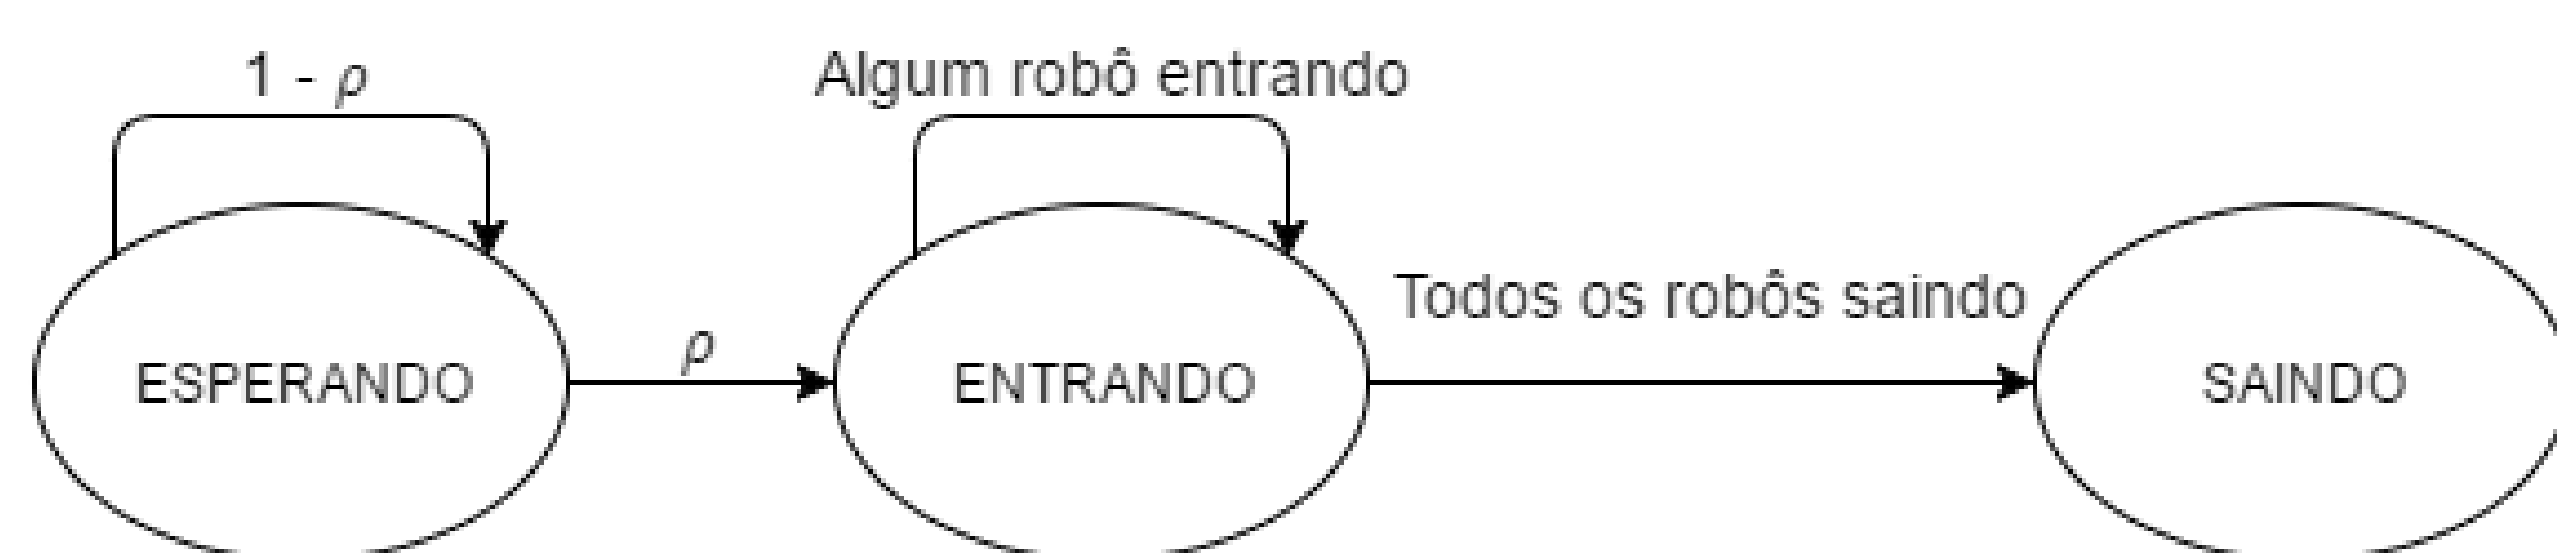 1 - ρ
Algum robô entrando
Todos os robôs saindo
ρ
ESPERANDO
ENTRANDO
SAINDO